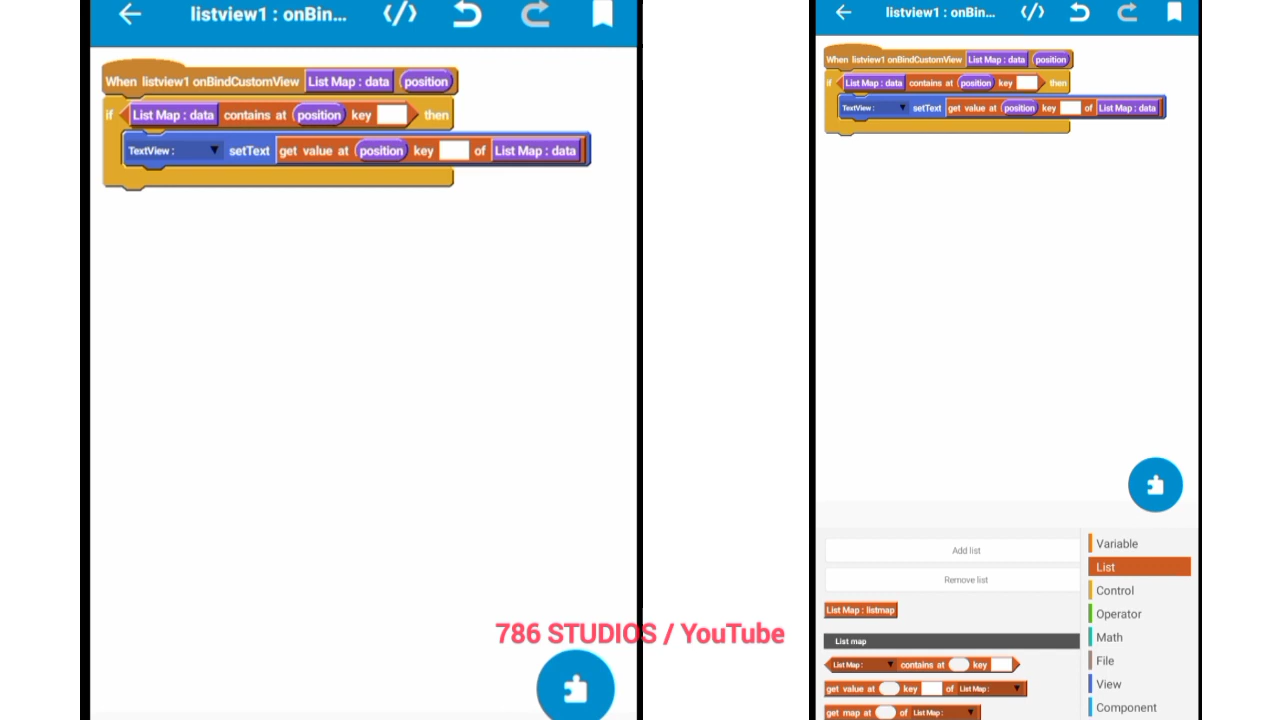 listview1 : onBin...
When listview1 onBindCustomView List Map : data position
if List Map : data contains at position key then
TextView : setText get value at position key of List Map : data
listview1 : onBin...
When listview1 onBindCustomView List Map : data position
if List Map : data contains at position key then
TextView : setText get value at position key of List Map : data
Add list
Remove list
List Map : listmap
List map
List Map : contains at key
get value at key of List Map :
get map at of List Map :
Variable
List
Control
Operator
Math
File
View
Component
786 STUDIOS / YouTube